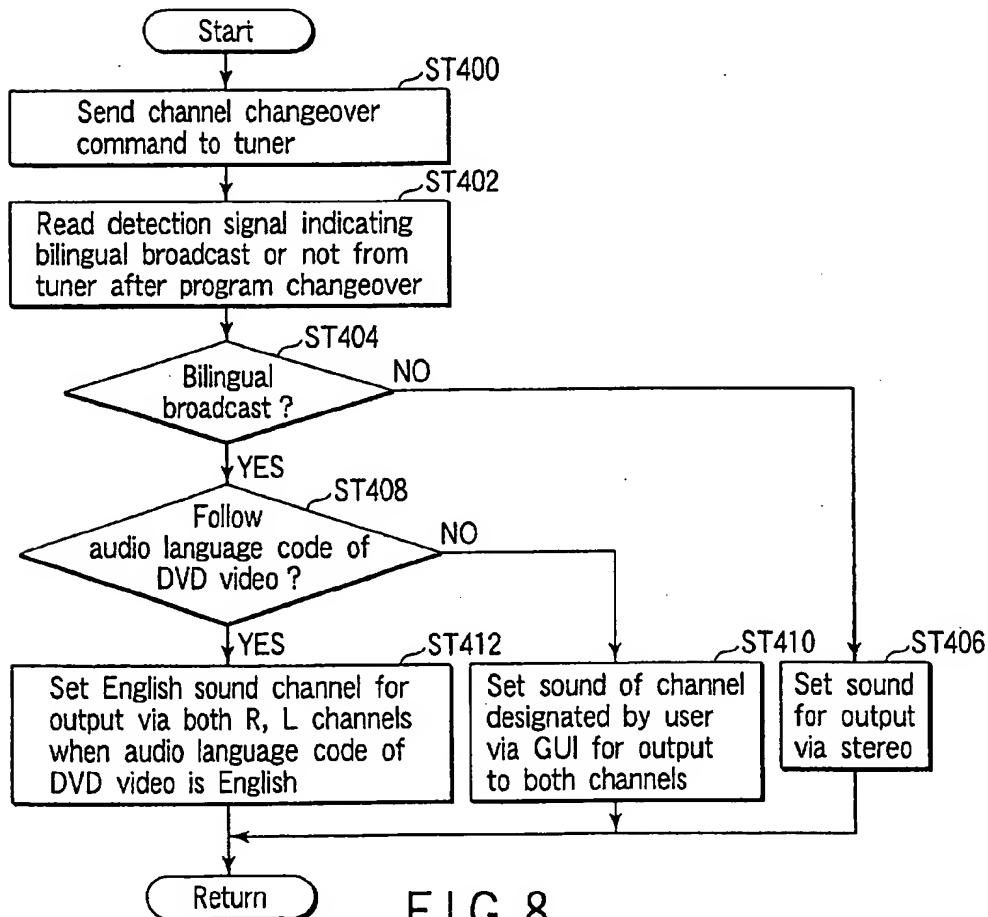 Start
ST400
Send channel changeover
command to tuner
ST402
Read detection signal indicating
bilingual broadcast or not from
tuner after program changeover
ST404
Bilingual
broadcast ?
NO
YES
ST408
Follow
audio language code of
DVD video ?
NO
YES
ST412
Set English sound channel for
output via both R, L channels
when audio language code of
DVD video is English
ST410
Set sound of channel
designated by user
via GUI for output
to both channels
ST406
Set sound
for output
via stereo
Return
FIG. 8